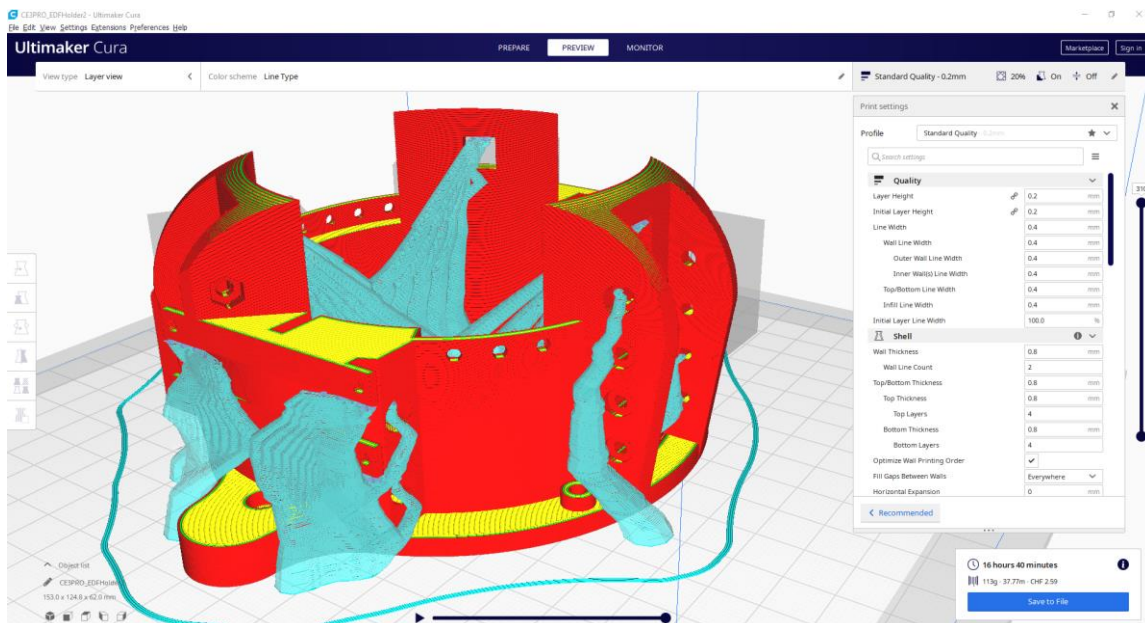 CE3PRO_EDFHolder2 - Ultimaker Cura
File Edit View Settings Extensions Preferences Help
Ultimaker Cura
PREPARE
PREVIEW
MONITOR
Marketplace
Sign in
View type Layer view
Color scheme Line Type
Standard Quality - 0.2mm
20%
On
Off
Print settings
Profile
Standard Quality - 0.2mm
Search settings
Quality
Layer Height 0.2 mm
Initial Layer Height 0.2 mm
Line Width 0.4 mm
Wall Line Width 0.4 mm
Outer Wall Line Width 0.4 mm
Inner Wall(s) Line Width 0.4 mm
Top/Bottom Line Width 0.4 mm
Infill Line Width 0.4 mm
Initial Layer Line Width 100.0 %
Shell
Wall Thickness 0.8 mm
Wall Line Count 2
Top/Bottom Thickness 0.8 mm
Top Thickness 0.8 mm
Top Layers 4
Bottom Thickness 0.8 mm
Bottom Layers 4
Optimize Wall Printing Order
Fill Gaps Between Walls Everywhere
Horizontal Expansion 0 mm
Recommended
310
Object list
CE3PRO_EDFHolder
153.0 x 124.8 x 62.0 mm
16 hours 40 minutes
113g · 37.77m · CHF 2.59
Save to File